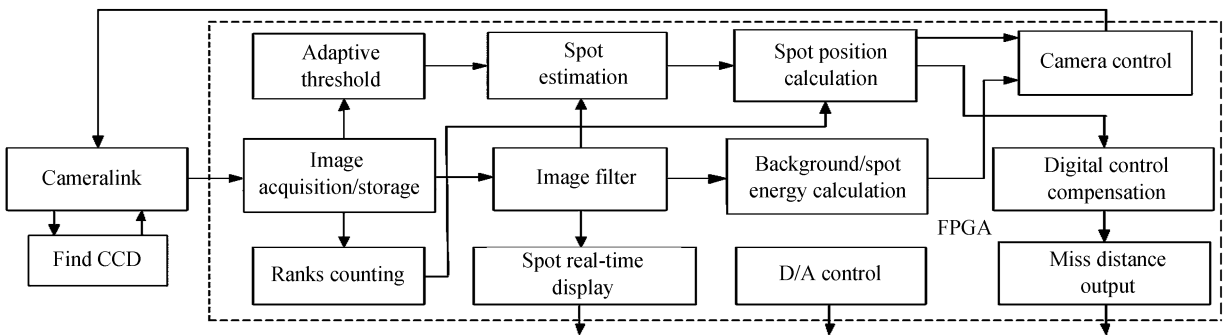 Adaptive
threshold
Spot
estimation
Spot position
calculation
Camera control
Cameralink
Image
acquisition/storage
Image filter
Background/spot
energy calculation
Digital control
compensation
FPGA
Find CCD
Ranks counting
Spot real-time
display
D/A control
Miss distance
output